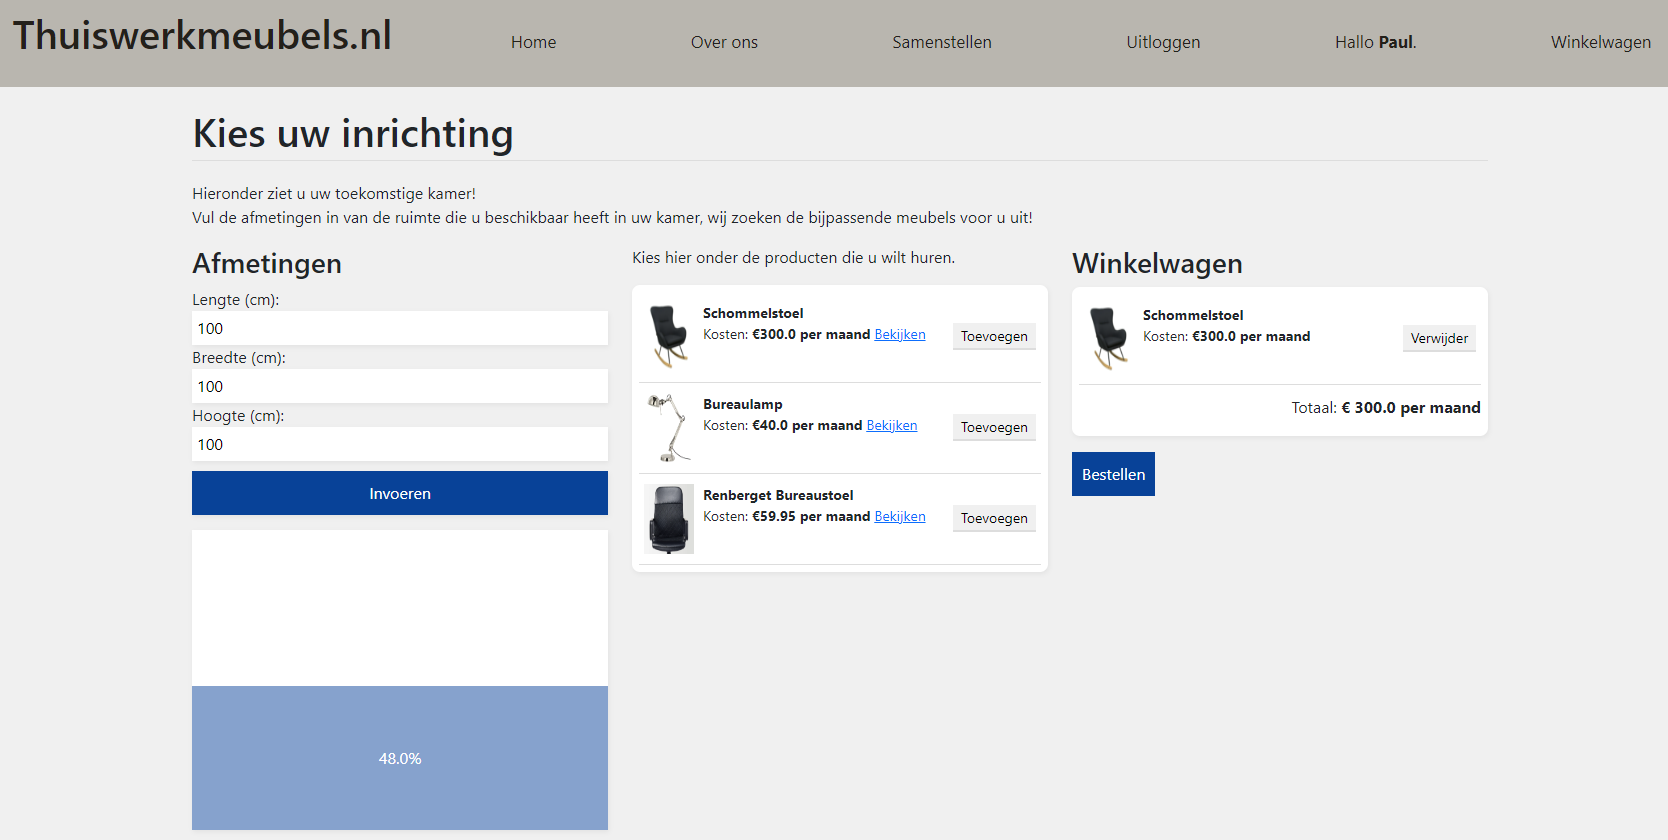 Thuiswerkmeubels.nl
Home
Over ons
Samenstellen
Uitloggen
Hallo Paul.
Winkelwagen
Kies uw inrichting
Hieronder ziet u uw toekomstige kamer!
Vul de afmetingen in van de ruimte die u beschikbaar heeft in uw kamer, wij zoeken de bijpassende meubels voor u uit!
Afmetingen
Lengte (cm):
100
Breedte (cm):
100
Hoogte (cm):
100
Invoeren
48.0%
Kies hier onder de producten die u wilt huren.
Schommelstoel
Kosten: €300.0 per maand Bekijken
Toevoegen
Bureaulamp
Kosten: €40.0 per maand Bekijken
Toevoegen
Renberget Bureaustoel
Kosten: €59.95 per maand Bekijken
Toevoegen
Winkelwagen
Schommelstoel
Kosten: €300.0 per maand
Verwijder
Totaal: € 300.0 per maand
Bestellen